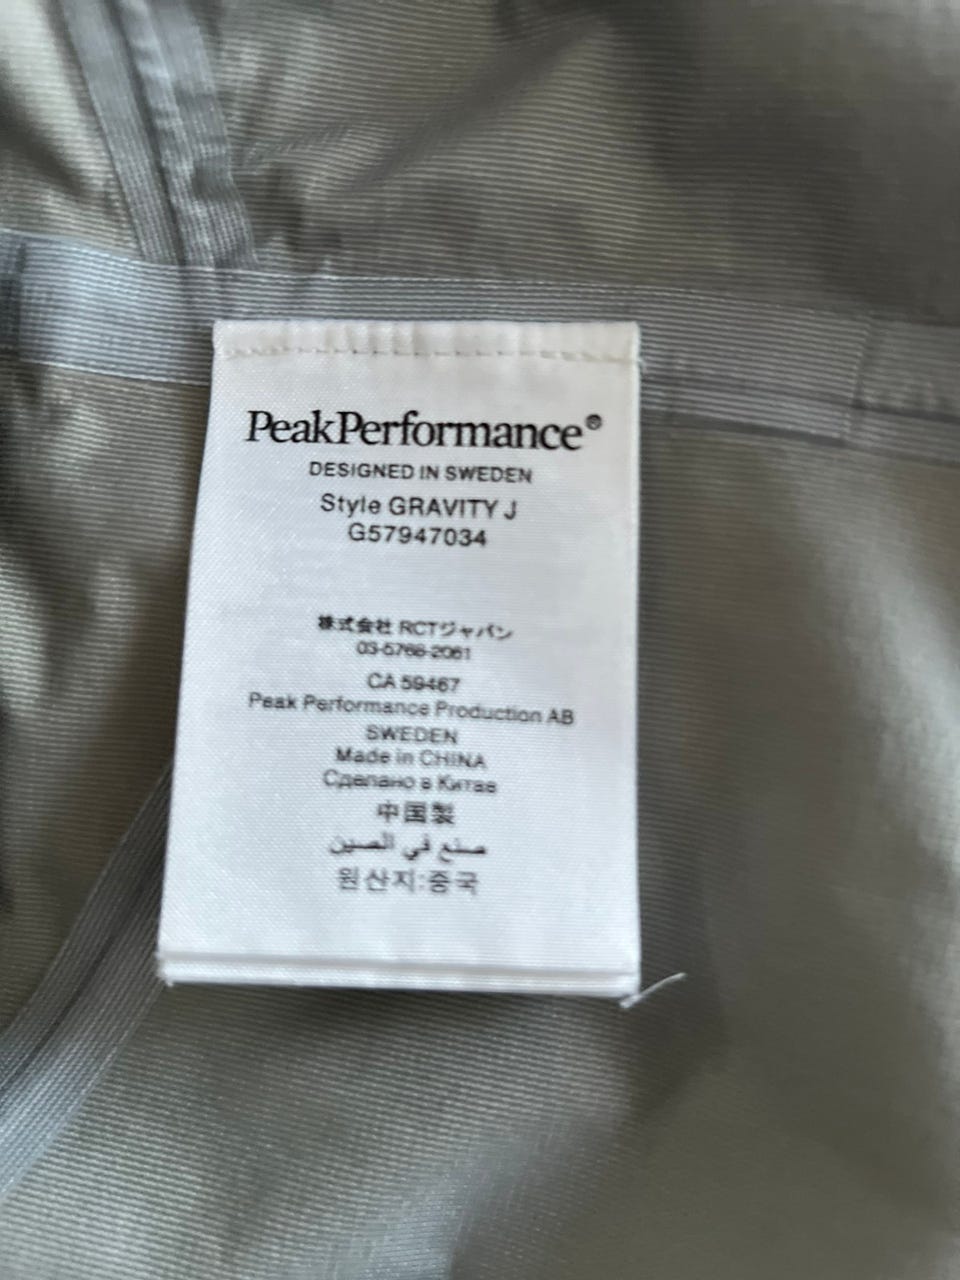 PeakPerformance®
DESIGNED IN SWEDEN
Style GRAVITY J
G57947034
株式会社 RCTジャパン
03-5766-2061
CA 59467
Peak Performance Production AB
SWEDEN
Made in CHINA
Сделано в Китае
中国製
صنع في الصين
원산지:중국